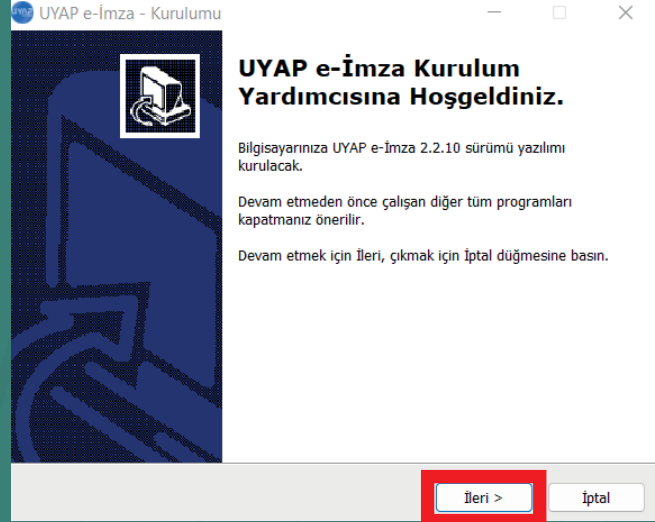 UYAP e-İmza - Kurulumu
UYAP e-İmza Kurulum
Yardımcısına Hoşgeldiniz.
Bilgisayarınıza UYAP e-İmza 2.2.10 sürümü yazılımı
kurulacak.
Devam etmeden önce çalışan diğer tüm programları
kapatmanız önerilir.
Devam etmek için İleri, çıkmak için İptal düğmesine basın.
İleri >
İptal